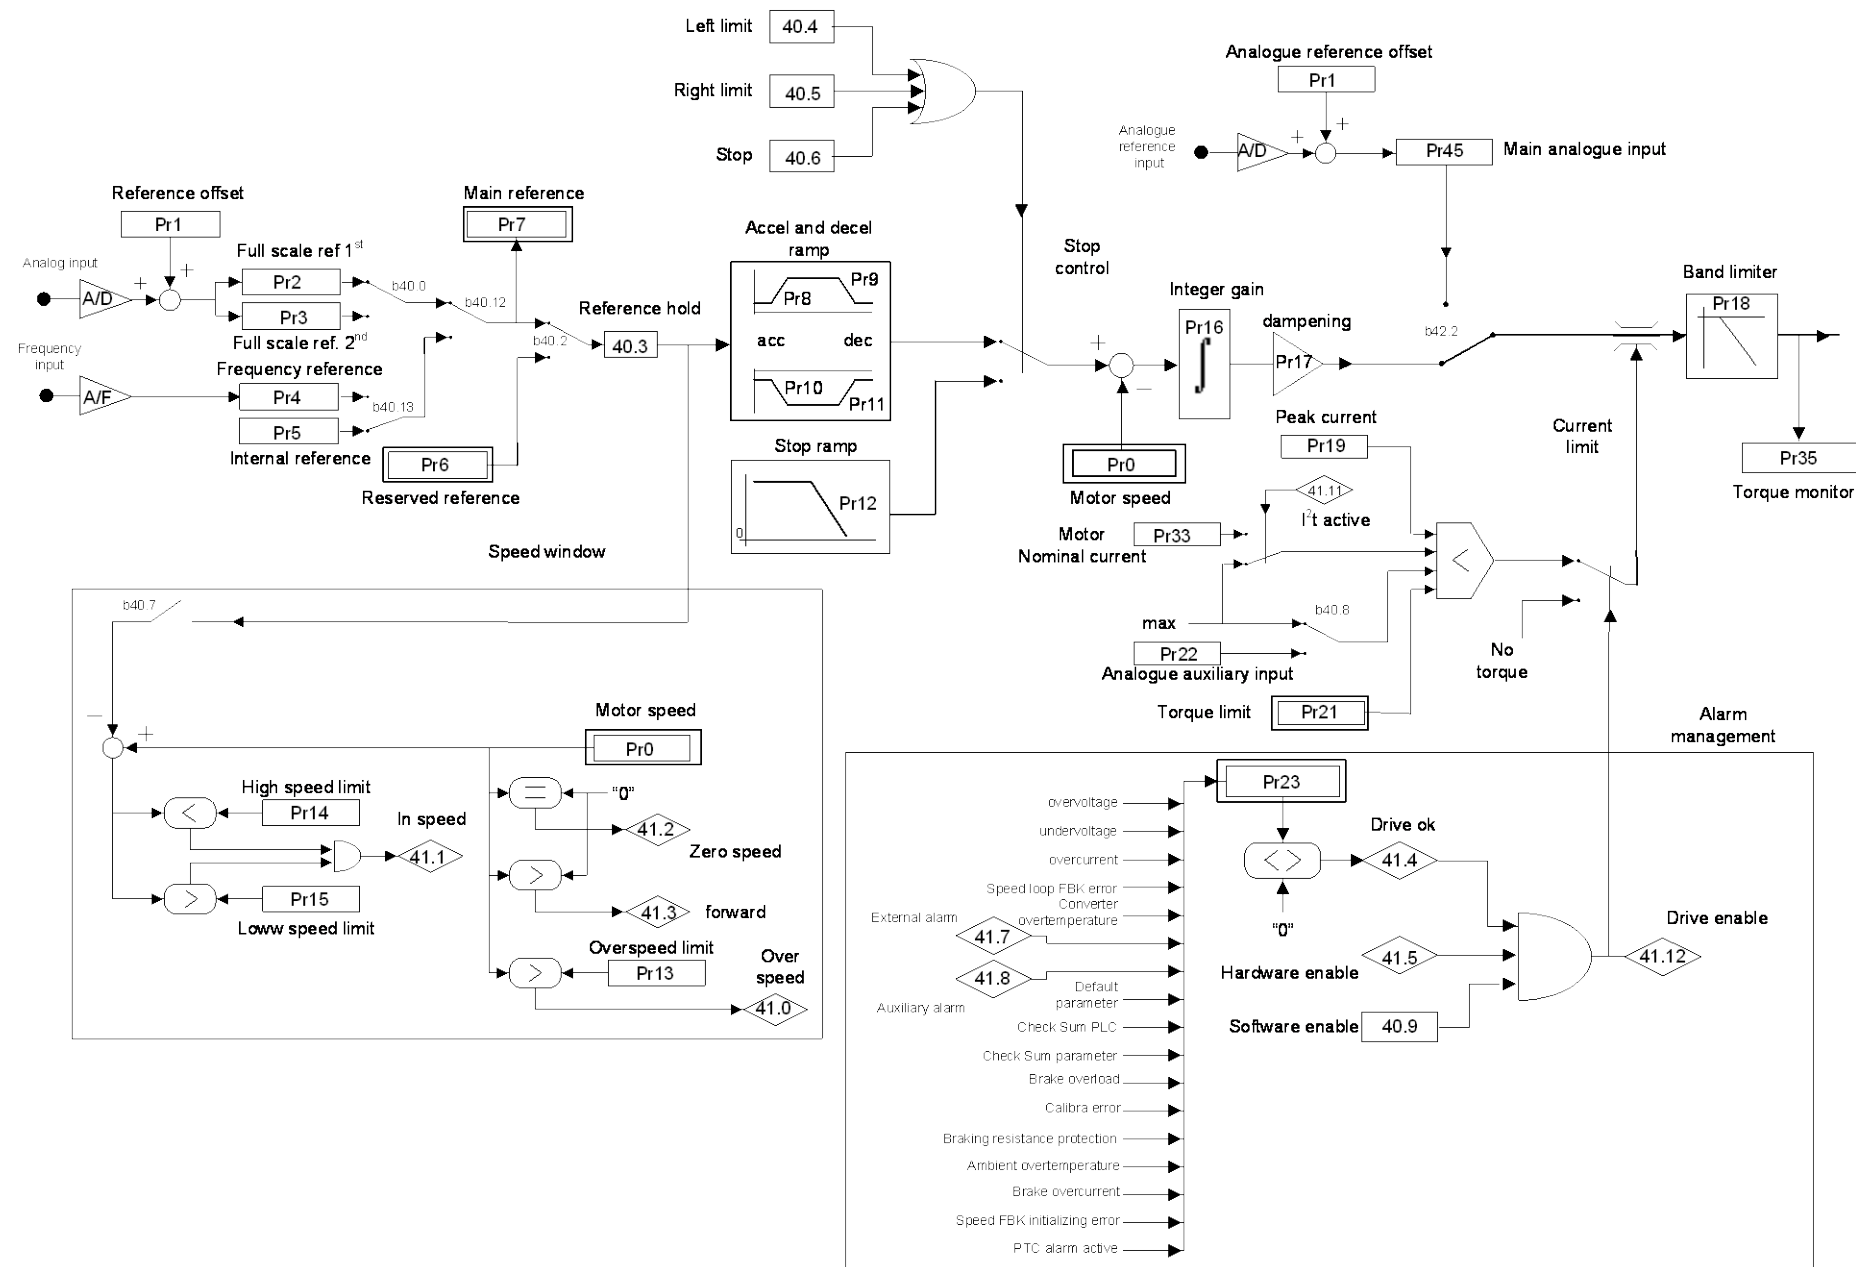 Left limit
40.4
Right limit
40.5
Stop
40.6
Analogue reference offset
Pr1
Analogue
reference
input
A/D
+
+
Pr45
Main analogue input
Reference offset
Pr1
Analog input
A/D
+
+
Full scale ref 1st
Pr2
Pr3
Full scale ref. 2nd
b40.0
b40.12
Main reference
Pr7
b40.2
Reference hold
40.3
Frequency
input
A/F
Frequency reference
Pr4
Pr5
Internal reference
b40.13
Pr6
Reserved reference
Accel and decel
ramp
Pr9
Pr8
acc
dec
Pr10
Pr11
Stop ramp
Pr12
0
Stop
control
+
−
Pr0
Motor speed
Integer gain
Pr16
∫
dampening
Pr17
b42.2
Band limiter
Pr18
Current
limit
Pr35
Torque monitor
Peak current
Pr19
41.11
I2t active
Motor
Nominal current
Pr33
<
b40.8
max
Pr22
Analogue auxiliary input
Torque limit
Pr21
No
torque
Speed window
b40.7
−
+
Motor speed
Pr0
High speed limit
<
Pr14
In speed
41.1
>
Pr15
Loww speed limit
=
"0"
41.2
Zero speed
>
41.3
forward
Overspeed limit
>
Pr13
Over
speed
41.0
Alarm
management
Pr23
overvoltage
undervoltage
overcurrent
Speed loop FBK error
Converter
overtemperature
External alarm
41.7
41.8
Auxiliary alarm
Default
parameter
Check Sum PLC
Check Sum parameter
Brake overload
Calibra error
Braking resistance protection
Ambient overtemperature
Brake overcurrent
Speed FBK initializing error
PTC alarm active
<>
"0"
Drive ok
41.4
Hardware enable
41.5
Software enable
40.9
Drive enable
41.12